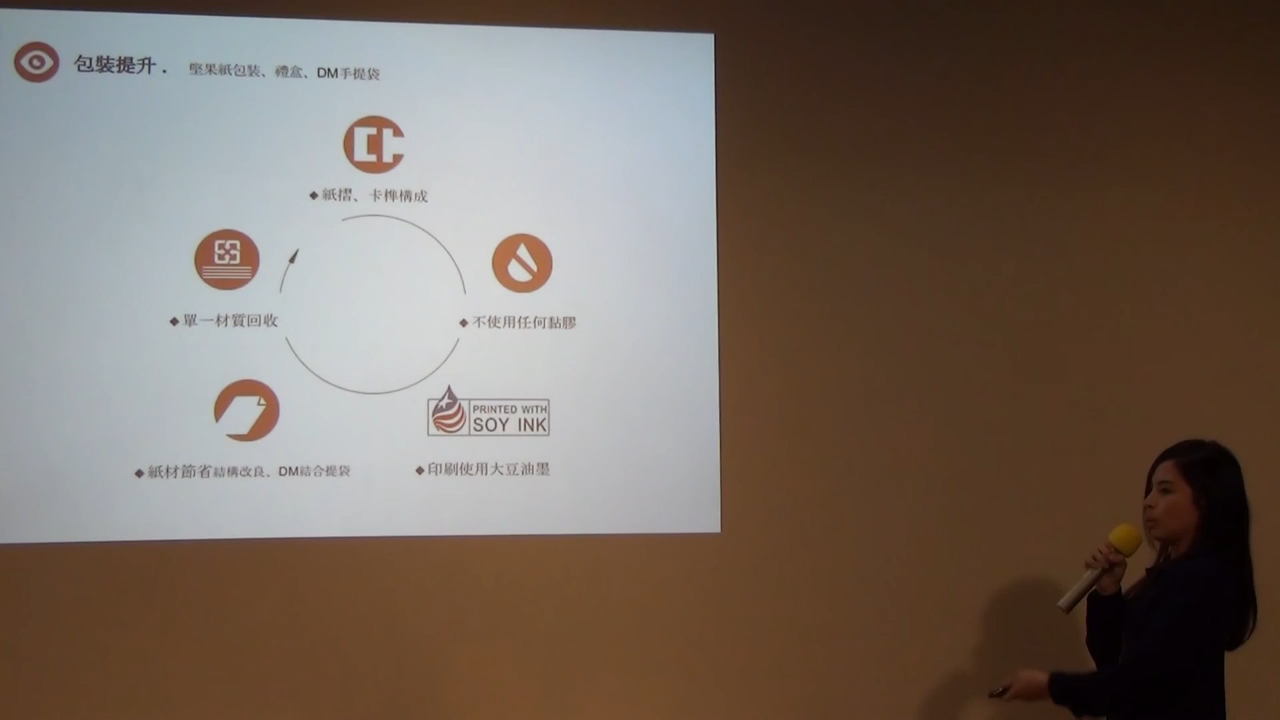 包裝提升. 堅果紙包裝、禮盒、DM手提袋
◆紙摺、卡榫構成
◆單一材質回收
◆不使用任何黏膠
PRINTED WITH
SOY INK
◆紙材節省結構改良、DM結合提袋
◆印刷使用大豆油墨